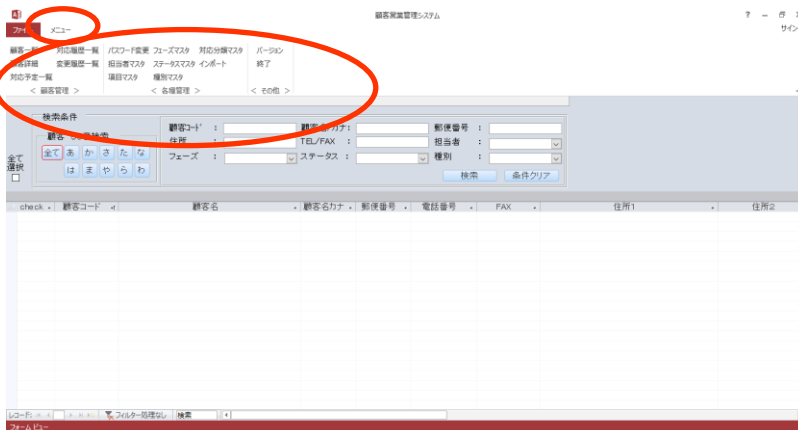 顧客営業管理システム
? － サイン
ファイル メニュー
顧客一覧 対応履歴一覧 パスワード変更 フェーズマスタ 対応分類マスタ バージョン
顧客詳細 変更履歴一覧 担当者マスタ ステータスマスタ インポート 終了
対応予定一覧 項目マスタ 種別マスタ
< 顧客管理 > < 各種管理 > < その他 >
検索条件
顧客コード : 顧客名/カナ: 郵便番号 :
住所 : TEL/FAX : 担当者 :
フェーズ : ステータス : 種別 :
全て あ か さ た な
は ま や ら わ
全て
選択
検索 条件クリア
check 顧客コード 顧客名 顧客名カナ 郵便番号 電話番号 FAX 住所1 住所2
レコード: フィルター処理なし 検索
フォーム ビュー